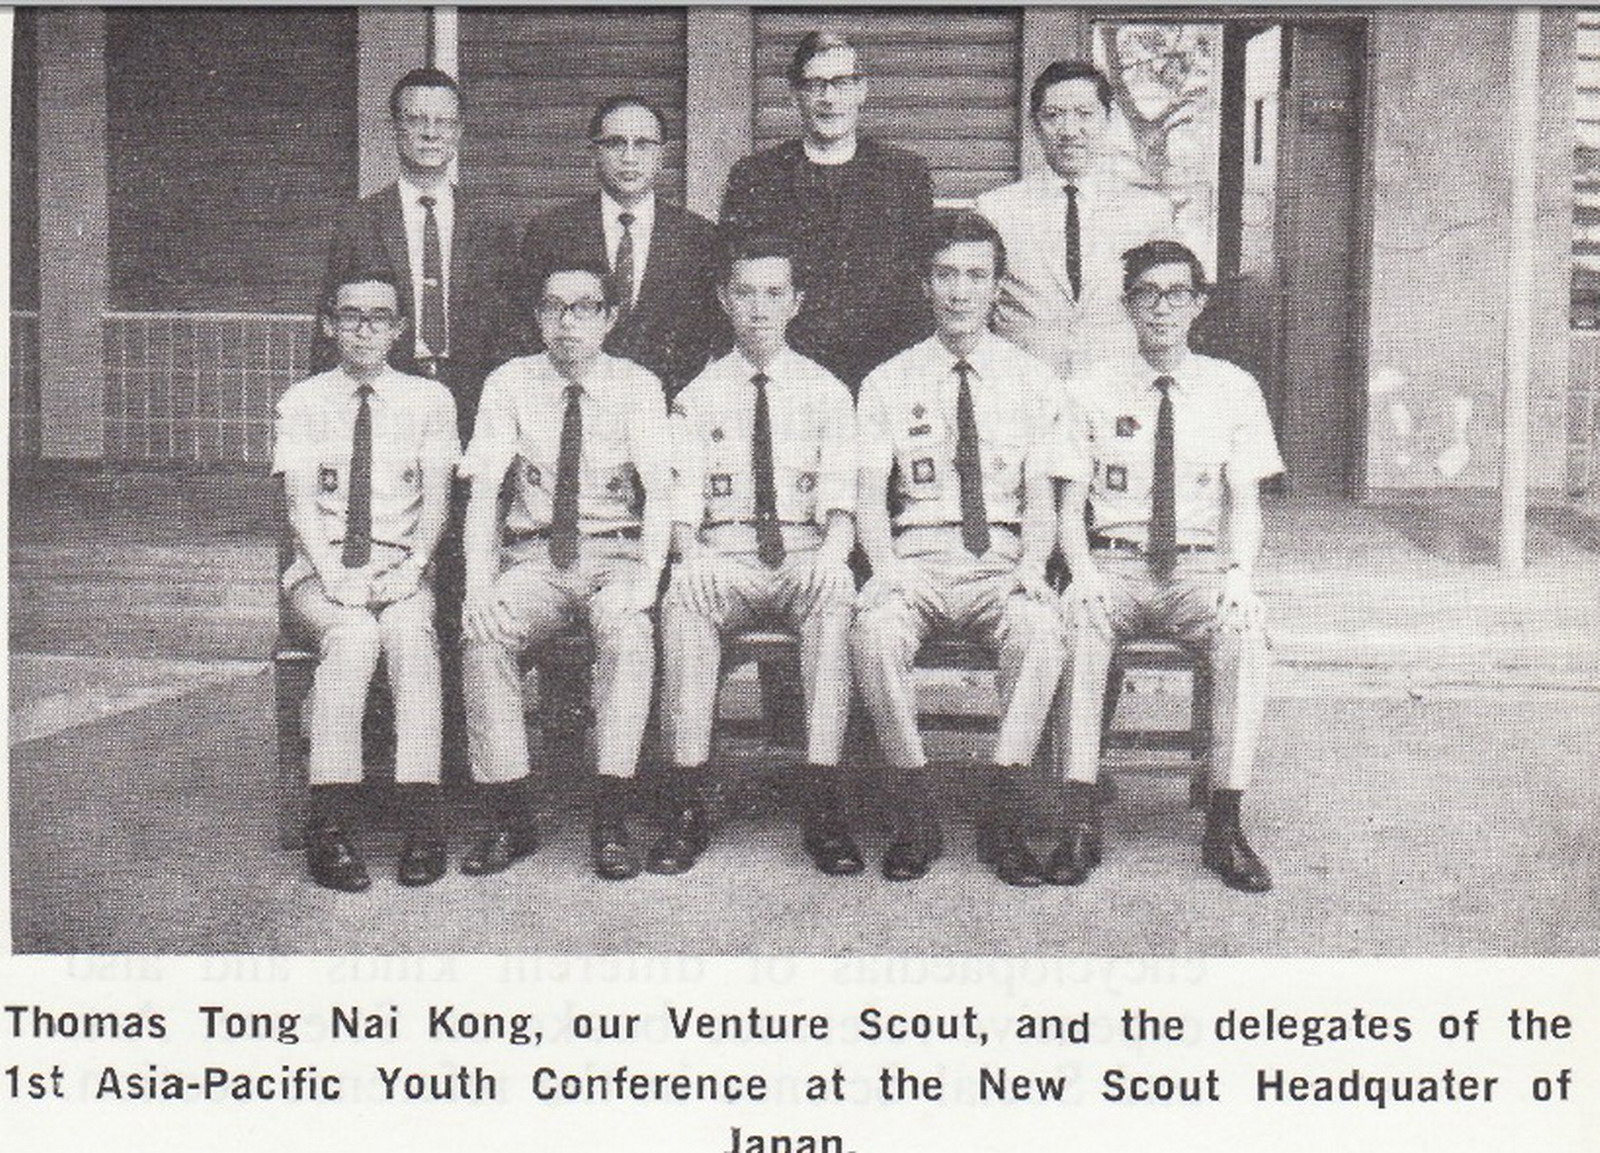 Thomas Tong Nai Kong, our Venture Scout, and the delegates of the
1st Asia-Pacific Youth Conference at the New Scout Headquater of
Japan.